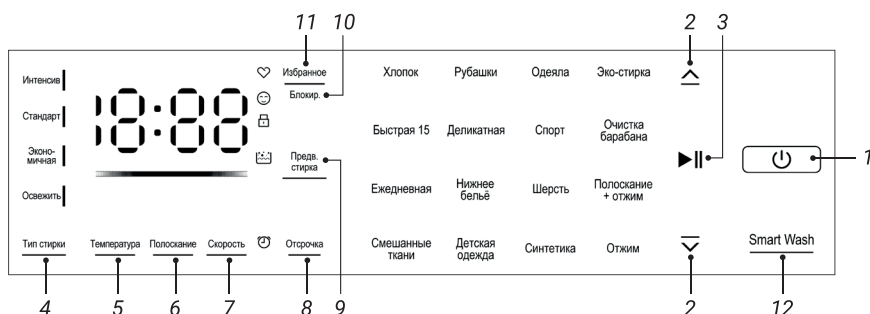 11
10
2
3
Интенсив
Стандарт
Эконо-
мичная
Освежить
18:88
Избранное
Блокир.
Предв.
стирка
Хлопок
Рубашки
Одеяла
Эко-стирка
Быстрая 15
Деликатная
Спорт
Очистка
барабана
Ежедневная
Нижнее
бельё
Шерсть
Полоскание
+ отжим
Смешанные
ткани
Детская
одежда
Синтетика
Отжим
1
Тип стирки
Температура
Полоскание
Скорость
Отсрочка
Smart Wash
4
5
6
7
8
9
2
12